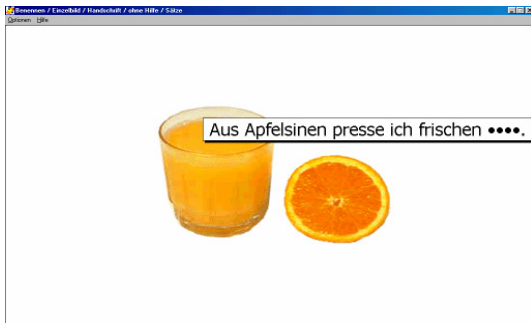 Benennen / Einzelbild / Handschrift / ohne Hilfe / Sätze
Optionen Hilfe
Aus Apfelsinen presse ich frischen ••••.